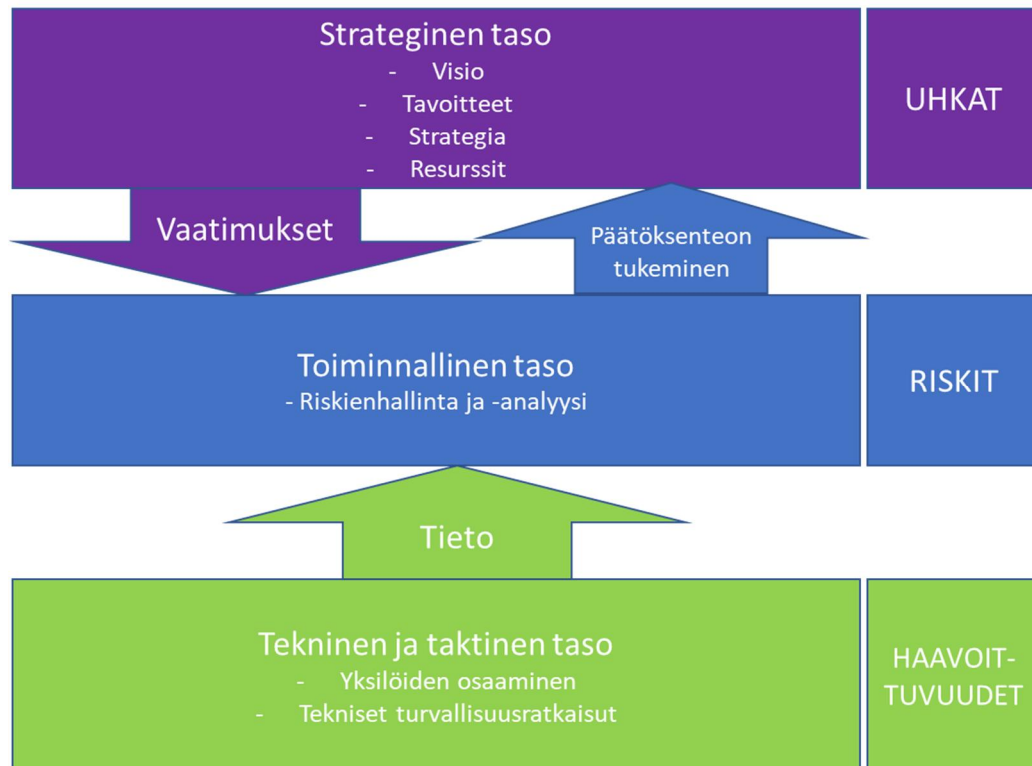 Strateginen taso
- Visio
- Tavoitteet
- Strategia
- Resurssit
UHKAT
Vaatimukset
Päätöksenteon
tukeminen
Toiminnallinen taso
- Riskienhallinta ja -analyysi
RISKIT
Tieto
Tekninen ja taktinen taso
- Yksilöiden osaaminen
- Tekniset turvallisuusratkaisut
HAAVOIT-
TUVUUDET